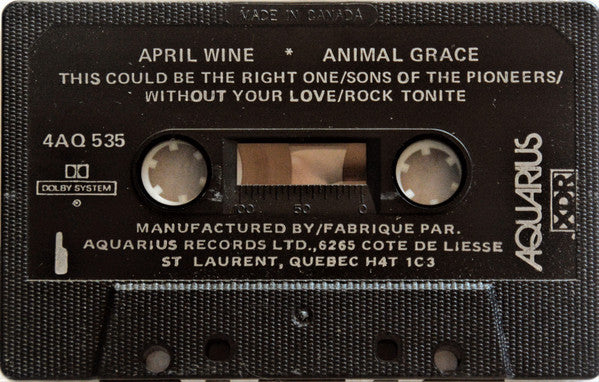 MADE IN CANADA
APRIL WINE * ANIMAL GRACE
THIS COULD BE THE RIGHT ONE/SONS OF THE PIONEERS/
WITHOUT YOUR LOVE/ROCK TONITE
4AQ 535
DOLBY SYSTEM
®
100 50 0
AQUARIUS
XDR
MANUFACTURED BY/FABRIQUE PAR.
AQUARIUS RECORDS LTD.,6265 COTE DE LIESSE
ST LAURENT, QUEBEC H4T 1C3
1